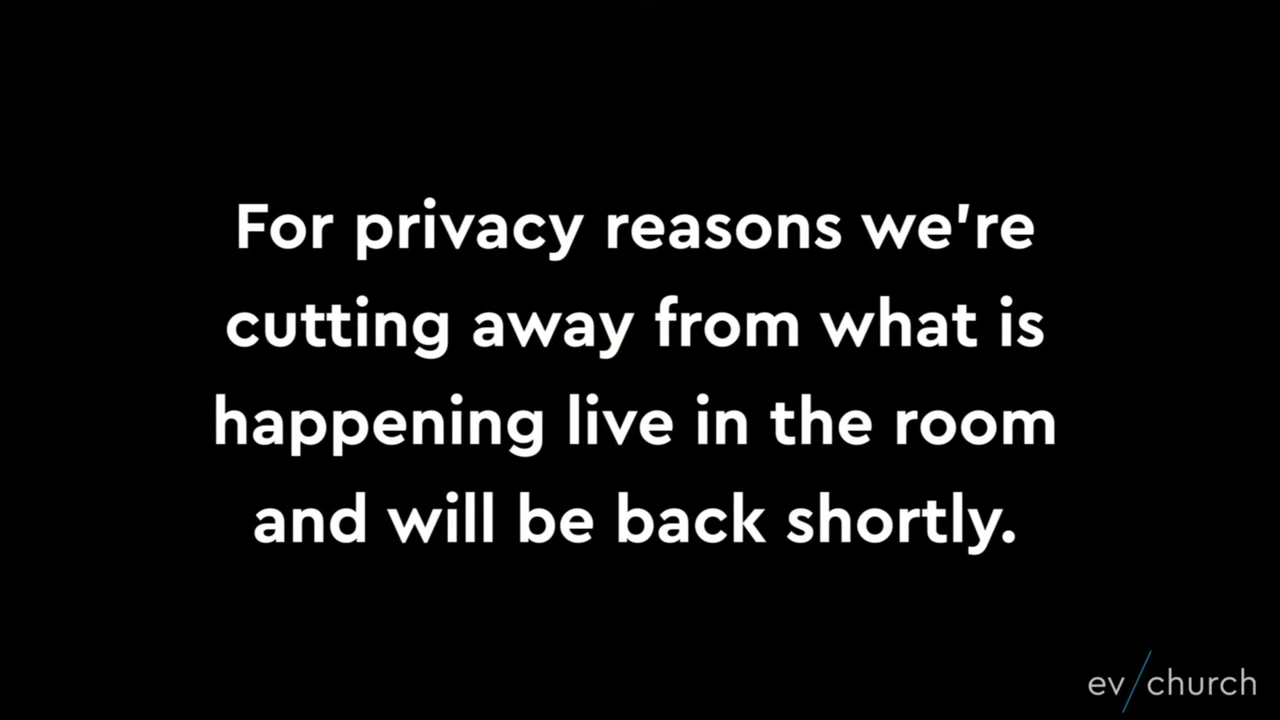 For privacy reasons we're
cutting away from what is
happening live in the room
and will be back shortly.
ev/church